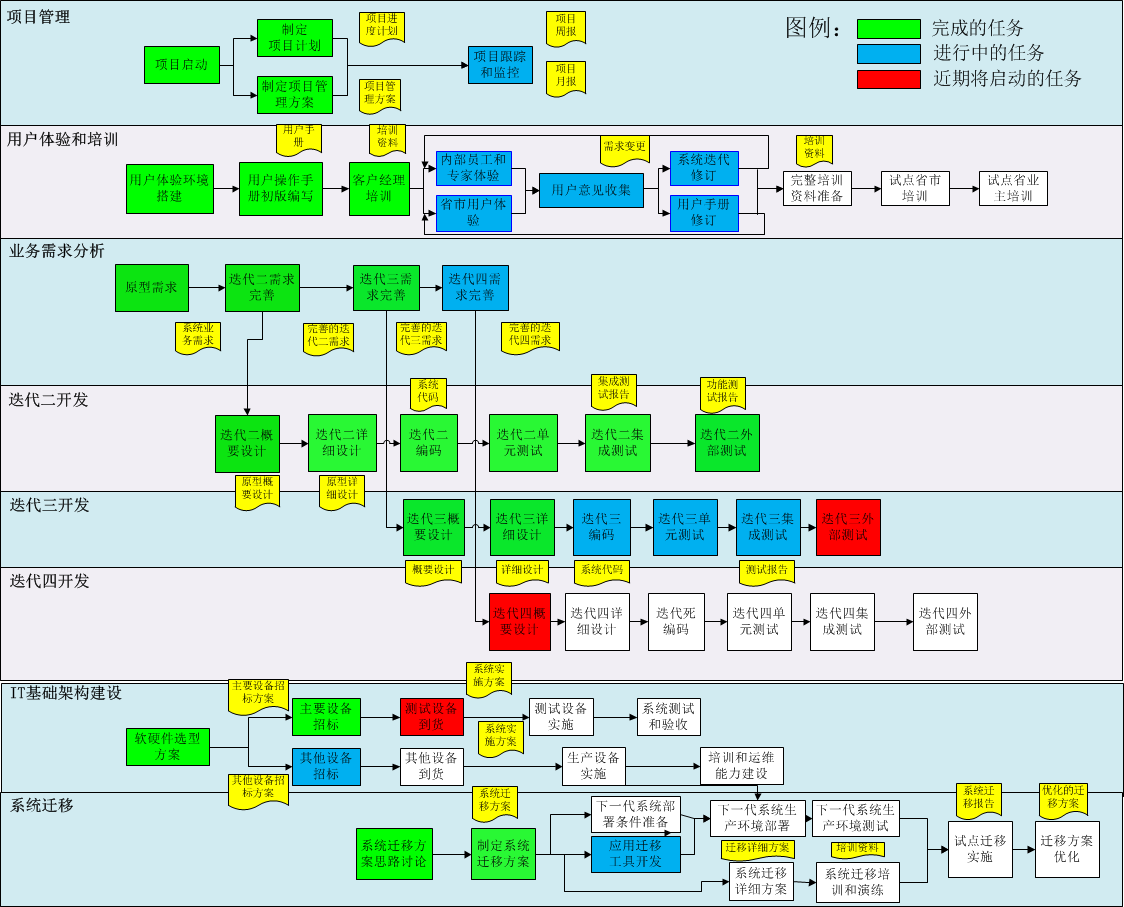 项目管理
图例：
完成的任务
进行中的任务
近期将启动的任务
项目启动
制定
项目计划
制定项目管
理方案
项目进
度计划
项目管
理方案
项目跟踪
和监控
项目
周报
项目
月报
用户体验和培训
用户手
册
培训
资料
需求变更
培训
资料
用户体验环境
搭建
用户操作手
册初版编写
客户经理
培训
内部员工和
专家体验
省市用户体
验
用户意见收集
系统迭代
修订
用户手册
修订
完整培训
资料准备
试点省市
培训
试点省业
主培训
业务需求分析
原型需求
迭代二需求
完善
迭代三需
求完善
迭代四需
求完善
系统业
务需求
完善的迭
代二需求
完善的迭
代三需求
完善的迭
代四需求
迭代二开发
系统
代码
集成测
试报告
功能测
试报告
迭代二概
要设计
迭代二详
细设计
迭代二
编码
迭代二单
元测试
迭代二集
成测试
迭代二外
部测试
原型概
要设计
原型详
细设计
迭代三开发
迭代三概
要设计
迭代三详
细设计
迭代三
编码
迭代三单
元测试
迭代三集
成测试
迭代三外
部测试
概要设计
详细设计
系统代码
测试报告
迭代四开发
迭代四概
要设计
迭代四详
细设计
迭代死
编码
迭代四单
元测试
迭代四集
成测试
迭代四外
部测试
IT基础架构建设
主要设备招
标方案
系统实
施方案
软硬件选型
方案
主要设备
招标
测试设备
到货
测试设备
实施
系统测试
和验收
系统实
施方案
其他设备
招标
其他设备
到货
生产设备
实施
培训和运维
能力建设
其他设备招
标方案
系统迁移
系统迁
移方案
系统迁移方
案思路讨论
制定系统
迁移方案
下一代系统部
署条件准备
应用迁移
工具开发
下一代系统生
产环境部署
下一代系统生
产环境测试
迁移详细方案
培训资料
系统迁移
详细方案
系统迁移培
训和演练
系统迁
移报告
优化的迁
移方案
试点迁移
实施
迁移方案
优化